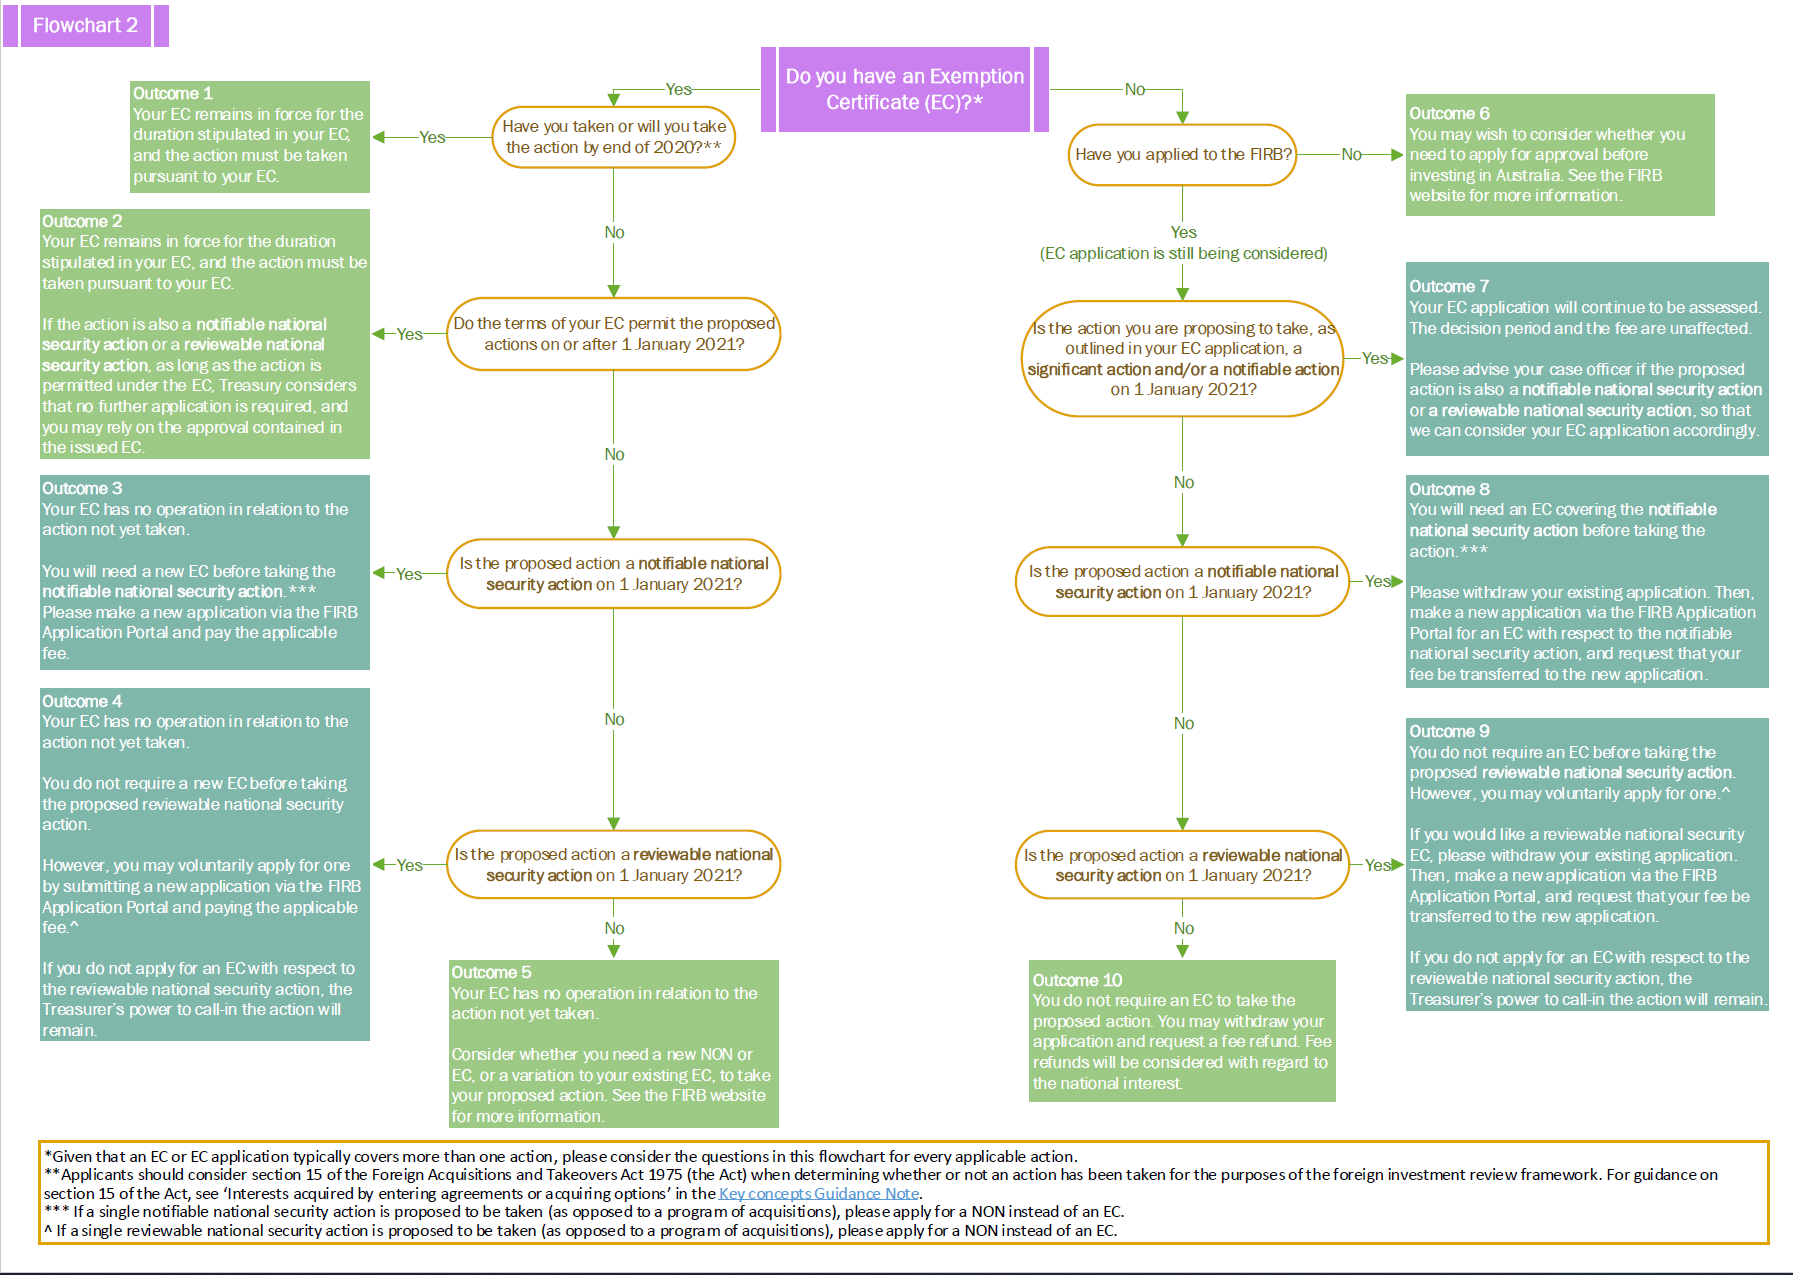 Flowchart 2
Do you have an Exemption
Certificate (EC)?*
Yes
No
Outcome 1
Your EC remains in force for the
duration stipulated in your EC,
and the action must be taken
pursuant to your EC.
Yes
Have you taken or will you take
the action by end of 2020?**
No
Outcome 2
Your EC remains in force for the duration
stipulated in your EC, and the action must be
taken pursuant to your EC.
If the action is also a notifiable national
security action or a reviewable national
security action, as long as the action is
permitted under the EC, Treasury considers
that no further application is required, and
you may rely on the approval contained in
the issued EC.
Yes
Do the terms of your EC permit the proposed
actions on or after 1 January 2021?
No
Outcome 3
Your EC has no operation in relation to the
action not yet taken.
You will need a new EC before taking the
notifiable national security action.***
Please make a new application via the FIRB
Application Portal and pay the applicable
fee.
Yes
Is the proposed action a notifiable national
security action on 1 January 2021?
No
Outcome 4
Your EC has no operation in relation to the
action not yet taken.
You do not require a new EC before taking
the proposed reviewable national security
action.
However, you may voluntarily apply for one
by submitting a new application via the FIRB
Application Portal and paying the applicable
fee.^
If you do not apply for an EC with respect to
the reviewable national security action, the
Treasurer's power to call-in the action will
remain.
Yes
Is the proposed action a reviewable national
security action on 1 January 2021?
No
Outcome 5
Your EC has no operation in relation to the
action not yet taken.
Consider whether you need a new NON or
EC, or a variation to your existing EC, to take
your proposed action. See the FIRB website
for more information.
Have you applied to the FIRB?
No
Outcome 6
You may wish to consider whether you
need to apply for approval before
investing in Australia. See the FIRB
website for more information.
Yes
(EC application is still being considered)
Is the action you are proposing to take, as
outlined in your EC application, a
significant action and/or a notifiable action
on 1 January 2021?
Yes
Outcome 7
Your EC application will continue to be assessed.
The decision period and the fee are unaffected.
Please advise your case officer if the proposed
action is also a notifiable national security action
or a reviewable national security action, so that
we can consider your EC application accordingly.
No
Is the proposed action a notifiable national
security action on 1 January 2021?
Yes
Outcome 8
You will need an EC covering the notifiable
national security action before taking the
action.***
Please withdraw your existing application. Then,
make a new application via the FIRB Application
Portal for an EC with respect to the notifiable
national security action, and request that your
fee be transferred to the new application.
No
Is the proposed action a reviewable national
security action on 1 January 2021?
Yes
Outcome 9
You do not require an EC before taking the
proposed reviewable national security action.
However, you may voluntarily apply for one.^
If you would like a reviewable national security
EC, please withdraw your existing application.
Then, make a new application via the FIRB
Application Portal, and request that your fee be
transferred to the new application.
If you do not apply for an EC with respect to the
reviewable national security action, the
Treasurer's power to call-in the action will remain.
No
Outcome 10
You do not require an EC to take the
proposed action. You may withdraw your
application and request a fee refund. Fee
refunds will be considered with regard to
the national interest.
*Given that an EC or EC application typically covers more than one action, please consider the questions in this flowchart for every applicable action.
**Applicants should consider section 15 of the Foreign Acquisitions and Takeovers Act 1975 (the Act) when determining whether or not an action has been taken for the purposes of the foreign investment review framework. For guidance on
section 15 of the Act, see 'Interests acquired by entering agreements or acquiring options' in the Key concepts Guidance Note.
*** If a single notifiable national security action is proposed to be taken (as opposed to a program of acquisitions), please apply for a NON instead of an EC.
^ If a single reviewable national security action is proposed to be taken (as opposed to a program of acquisitions), please apply for a NON instead of an EC.